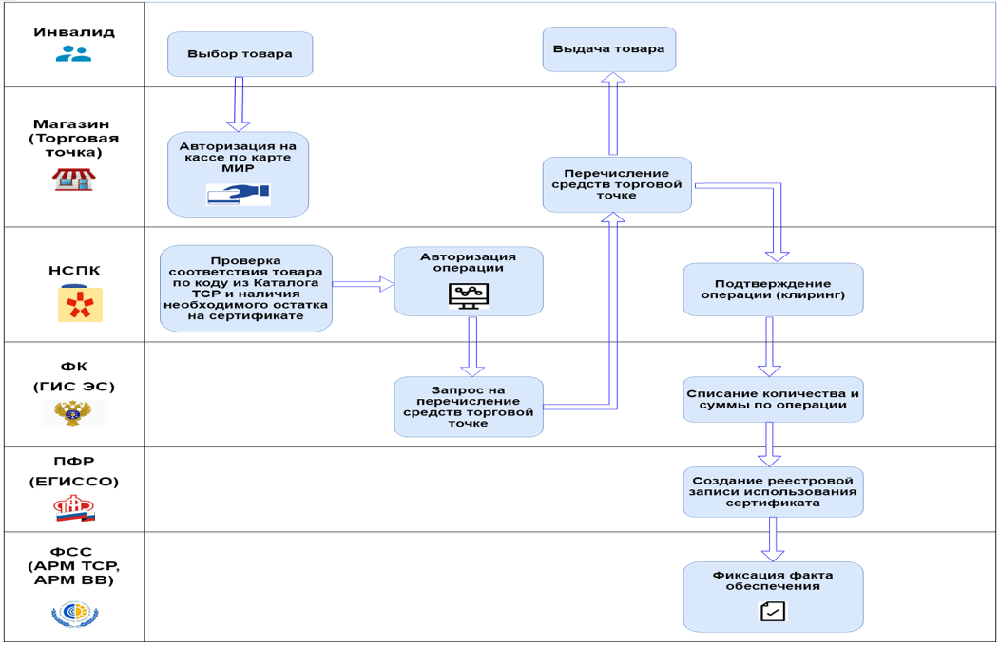 Инвалид
Выбор товара
Выдача товара
Магазин
(Торговая
точка)
Авторизация на
кассе по карте
МИР
Перечисление
средств торговой
точке
НСПК
Проверка
соответствия товара
по коду из Каталога
ТСР и наличия
необходимого остатка
на сертификате
Авторизация
операции
Подтверждение
операции (клиринг)
ФК
(ГИС ЭС)
Запрос на
перечисление
средств торговой
точке
Списание количества и
суммы по операции
ПФР
(ЕГИССО)
Создание реестровой
записи использования
сертификата
ФСС
(АРМ ТСР,
АРМ ВВ)
Фиксация факта
обеспечения